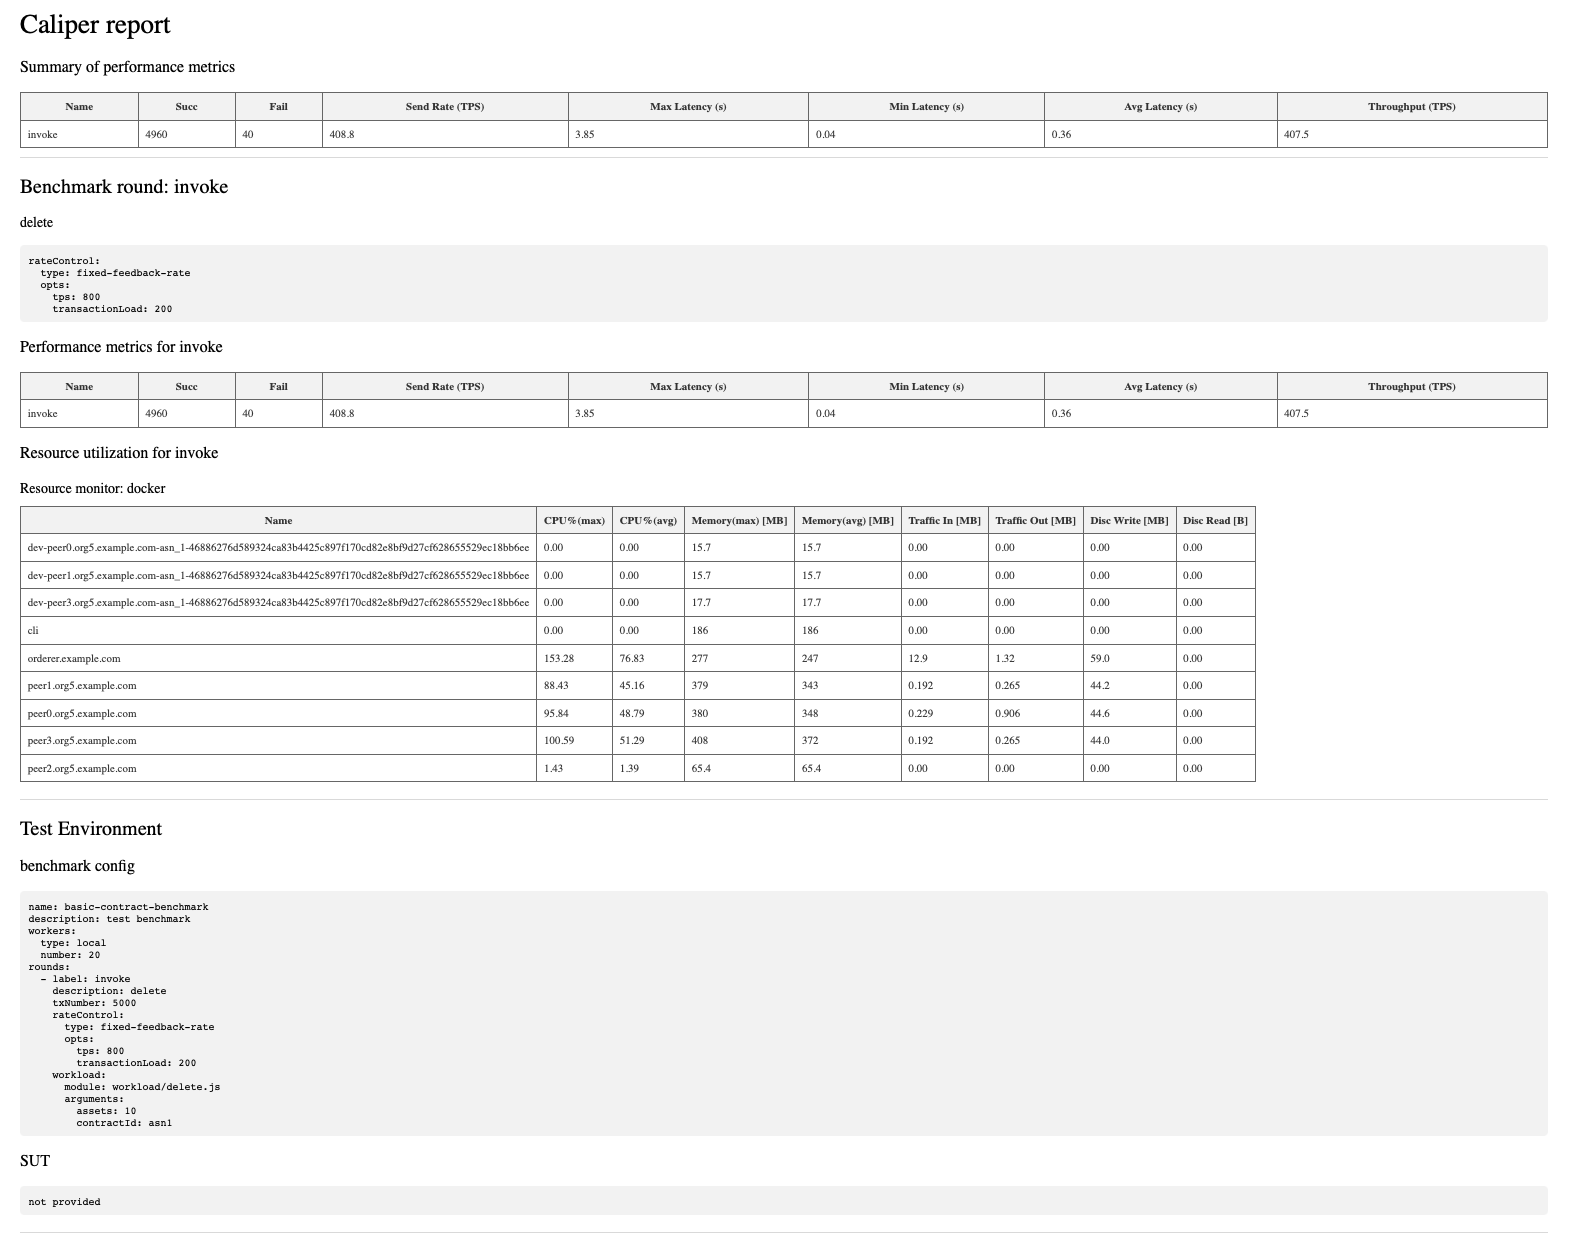 Caliper report
Summary of performance metrics
Name Succ Fail Send Rate (TPS) Max Latency (s) Min Latency (s) Avg Latency (s) Throughput (TPS)
invoke 4960 40 408.8 3.85 0.04 0.36 407.5
Benchmark round: invoke
delete
rateControl:
  type: fixed-feedback-rate
  opts:
    tps: 800
    transactionLoad: 200
Performance metrics for invoke
Name Succ Fail Send Rate (TPS) Max Latency (s) Min Latency (s) Avg Latency (s) Throughput (TPS)
invoke 4960 40 408.8 3.85 0.04 0.36 407.5
Resource utilization for invoke
Resource monitor: docker
Name CPU%(max) CPU%(avg) Memory(max) [MB] Memory(avg) [MB] Traffic In [MB] Traffic Out [MB] Disc Write [MB] Disc Read [B]
dev-peer0.org5.example.com-asn_1-46886276d589324ca83b4425c897f170cd82e8bf9d27cf628655529ec18bb6ee 0.00 0.00 15.7 15.7 0.00 0.00 0.00 0.00
dev-peer1.org5.example.com-asn_1-46886276d589324ca83b4425c897f170cd82e8bf9d27cf628655529ec18bb6ee 0.00 0.00 15.7 15.7 0.00 0.00 0.00 0.00
dev-peer3.org5.example.com-asn_1-46886276d589324ca83b4425c897f170cd82e8bf9d27cf628655529ec18bb6ee 0.00 0.00 17.7 17.7 0.00 0.00 0.00 0.00
cli 0.00 0.00 186 186 0.00 0.00 0.00 0.00
orderer.example.com 153.28 76.83 277 247 12.9 1.32 59.0 0.00
peer1.org5.example.com 88.43 45.16 379 343 0.192 0.265 44.2 0.00
peer0.org5.example.com 95.84 48.79 380 348 0.229 0.906 44.6 0.00
peer3.org5.example.com 100.59 51.29 408 372 0.192 0.265 44.0 0.00
peer2.org5.example.com 1.43 1.39 65.4 65.4 0.00 0.00 0.00 0.00
Test Environment
benchmark config
name: basic-contract-benchmark
description: test benchmark
workers:
  type: local
  number: 20
rounds:
  - label: invoke
    description: delete
    txNumber: 5000
    rateControl:
      type: fixed-feedback-rate
      opts:
        tps: 800
        transactionLoad: 200
    workload:
      module: workload/delete.js
      arguments:
        assets: 10
        contractId: asn1
SUT
not provided